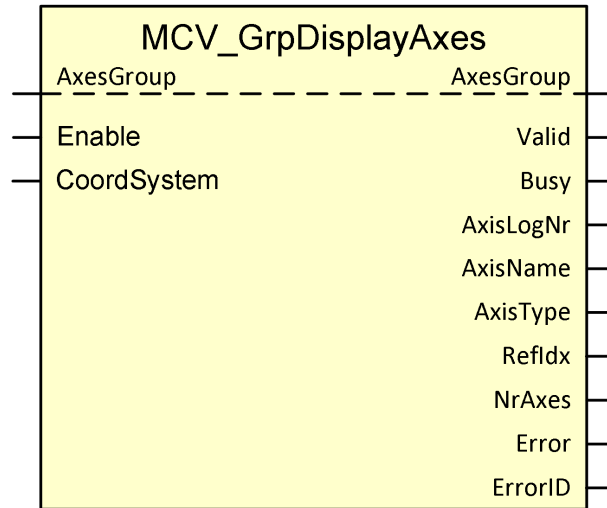 MCV_GrpDisplayAxes
AxesGroup AxesGroup
Enable Valid
CoordSystem Busy
AxisLogNr
AxisName
AxisType
RefIdx
NrAxes
Error
ErrorID